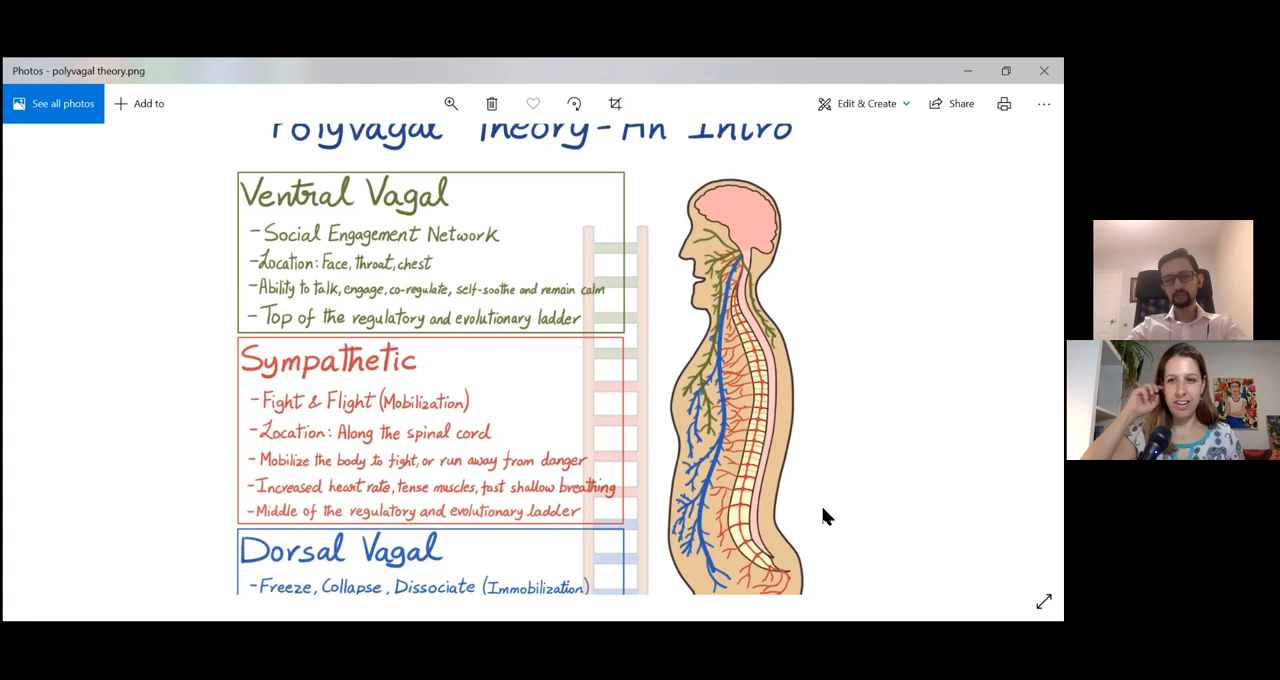 Photos - polyvagal theory.png
See all photos
Add to
Edit & Create
Share
Polyvagal Theory - An Intro
Ventral Vagal
- Social Engagement Network
- Location: Face, throat, chest
- Ability to talk, engage, co-regulate, self-soothe and remain calm
- Top of the regulatory and evolutionary ladder
Sympathetic
- Fight & Flight (Mobilization)
- Location: Along the spinal cord
- Mobilize the body to fight, or run away from danger
- Increased heart rate, tense muscles, fast shallow breathing
- Middle of the regulatory and evolutionary ladder
Dorsal Vagal
- Freeze, Collapse, Dissociate (Immobilization)